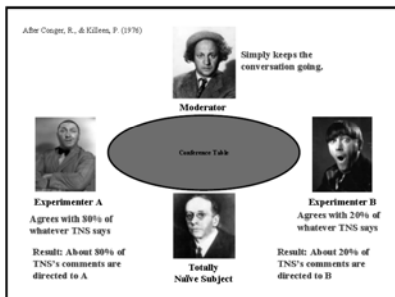 After Conger, R., & Killeen, P. (1976)
Simply keeps the
conversation going.
Moderator
Conference Table
Experimenter A
Agrees with 80% of
whatever TNS says
Result: About 80% of
TNS's comments are
directed to A
Totally
Naïve Subject
Experimenter B
Agrees with 20% of
whatever TNS says
Result: About 20% of
TNS's comments are
directed to B